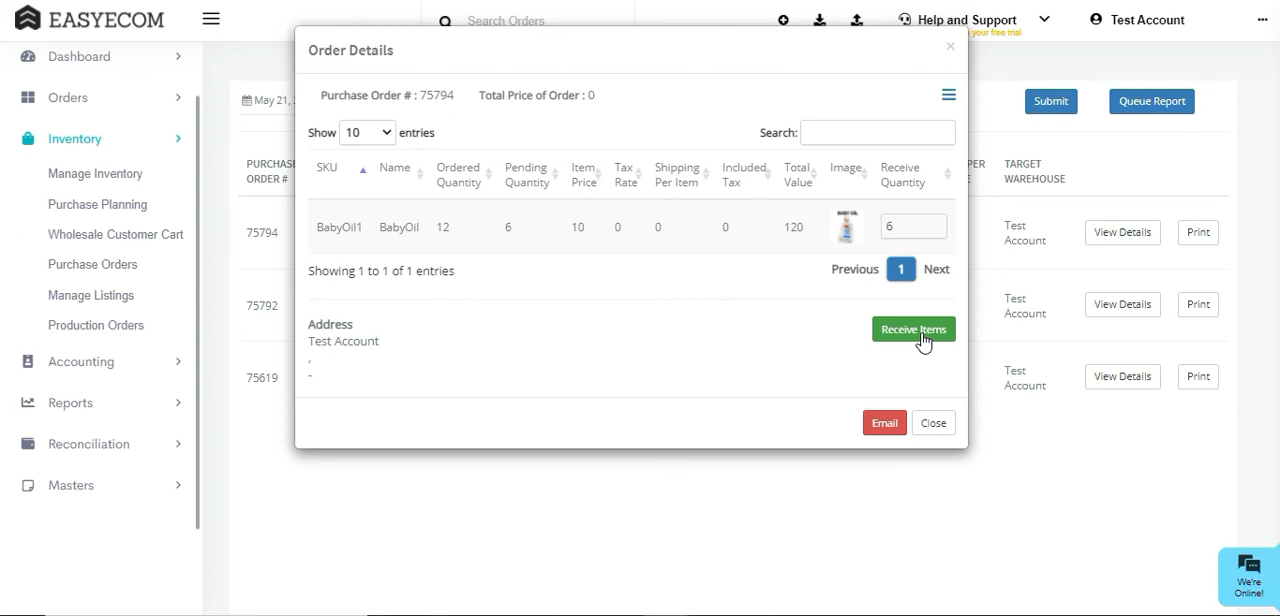 EASYECOM
Search Orders
Help and Support
your free trial
Test Account
Dashboard
Orders
Inventory
Manage Inventory
Purchase Planning
Wholesale Customer Cart
Purchase Orders
Manage Listings
Production Orders
Accounting
Reports
Reconciliation
Masters
May 21,
Submit
Queue Report
PURCHASE
ORDER #
PER
TARGET
WAREHOUSE
75794
Test
Account
View Details
Print
75792
Test
Account
View Details
Print
75619
Test
Account
View Details
Print
Order Details
×
Purchase Order # : 75794 Total Price of Order : 0
Show 10 entries
Search:
SKU Name Ordered Quantity Pending Quantity Item Price Tax Rate Shipping Per Item Included Tax Total Value Image Receive Quantity
BabyOil1 BabyOil 12 6 10 0 0 0 120 BABY OIL 6
Showing 1 to 1 of 1 entries
Previous 1 Next
Address
Test Account
,
-
Receive Items
Email
Close
We're
Online!